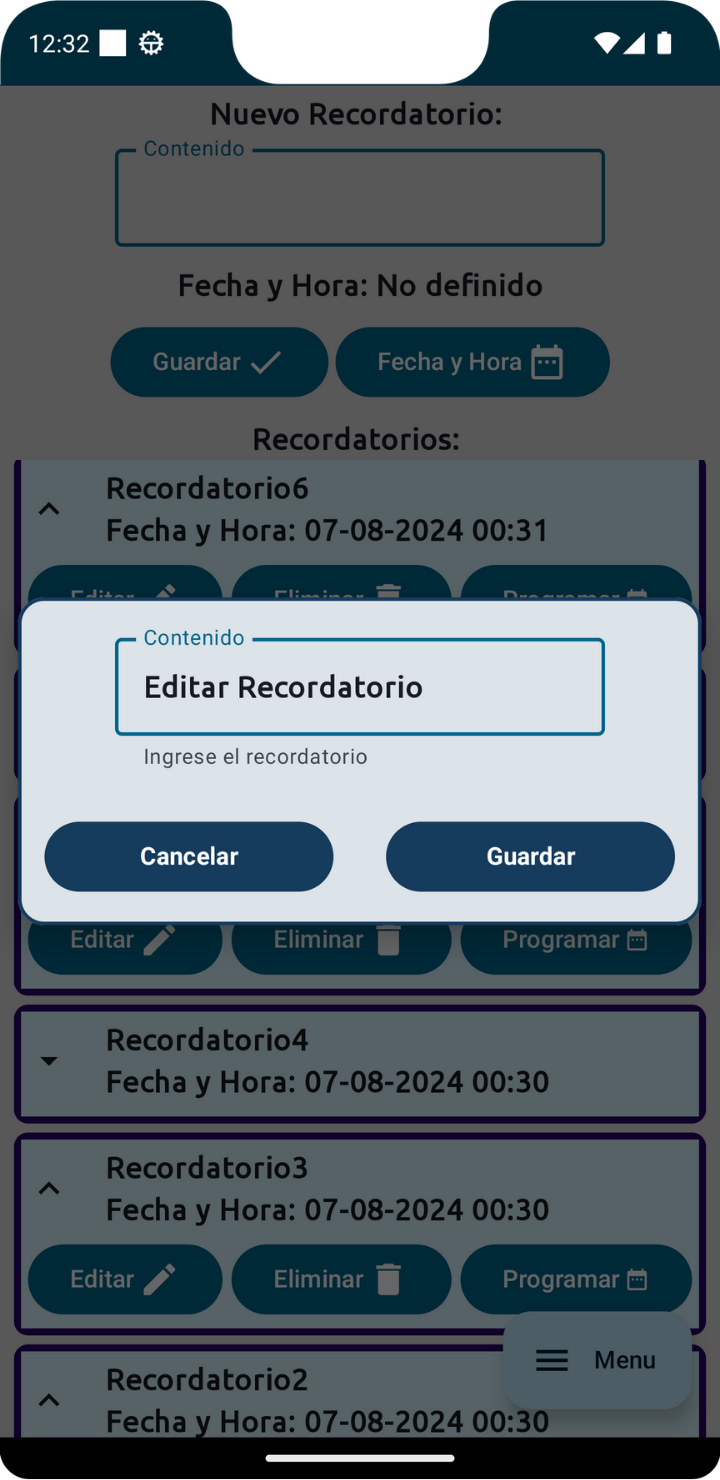 12:32
Nuevo Recordatorio:
Contenido
Fecha y Hora: No definido
Guardar Fecha y Hora
Recordatorios:
Recordatorio6
Fecha y Hora: 07-08-2024 00:31
Editar Eliminar Programar
Contenido
Editar Recordatorio
Ingrese el recordatorio
Cancelar Guardar
Editar Eliminar Programar
Recordatorio4
Fecha y Hora: 07-08-2024 00:30
Recordatorio3
Fecha y Hora: 07-08-2024 00:30
Editar Eliminar Programar
Menu
Recordatorio2
Fecha y Hora: 07-08-2024 00:30